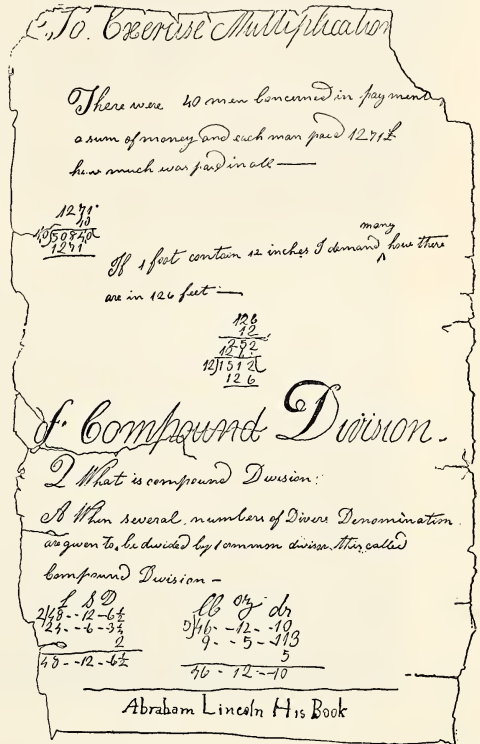 To Exercise Multiplication
There were 40 men Concerned in payment
a sum of money and each man paid 1271£
how much was paid in all —
1271
40
40)50840
1271
many
If 1 foot contain 12 inches I demand ^ how there
are in 126 feet —
126
12
252
126
12)1512
126
of Compound Division.
Q What is compound Division:
A When several numbers of Divers Denomination
are given to be divided by 1 common divisor this called
Compound Division -
£ S D
2)48--12-6½
24--6-3¼
2
48--12-6½
lb oz dr
5)46--12--10
9--5--113
5
46-12--10
Abraham Lincoln His Book